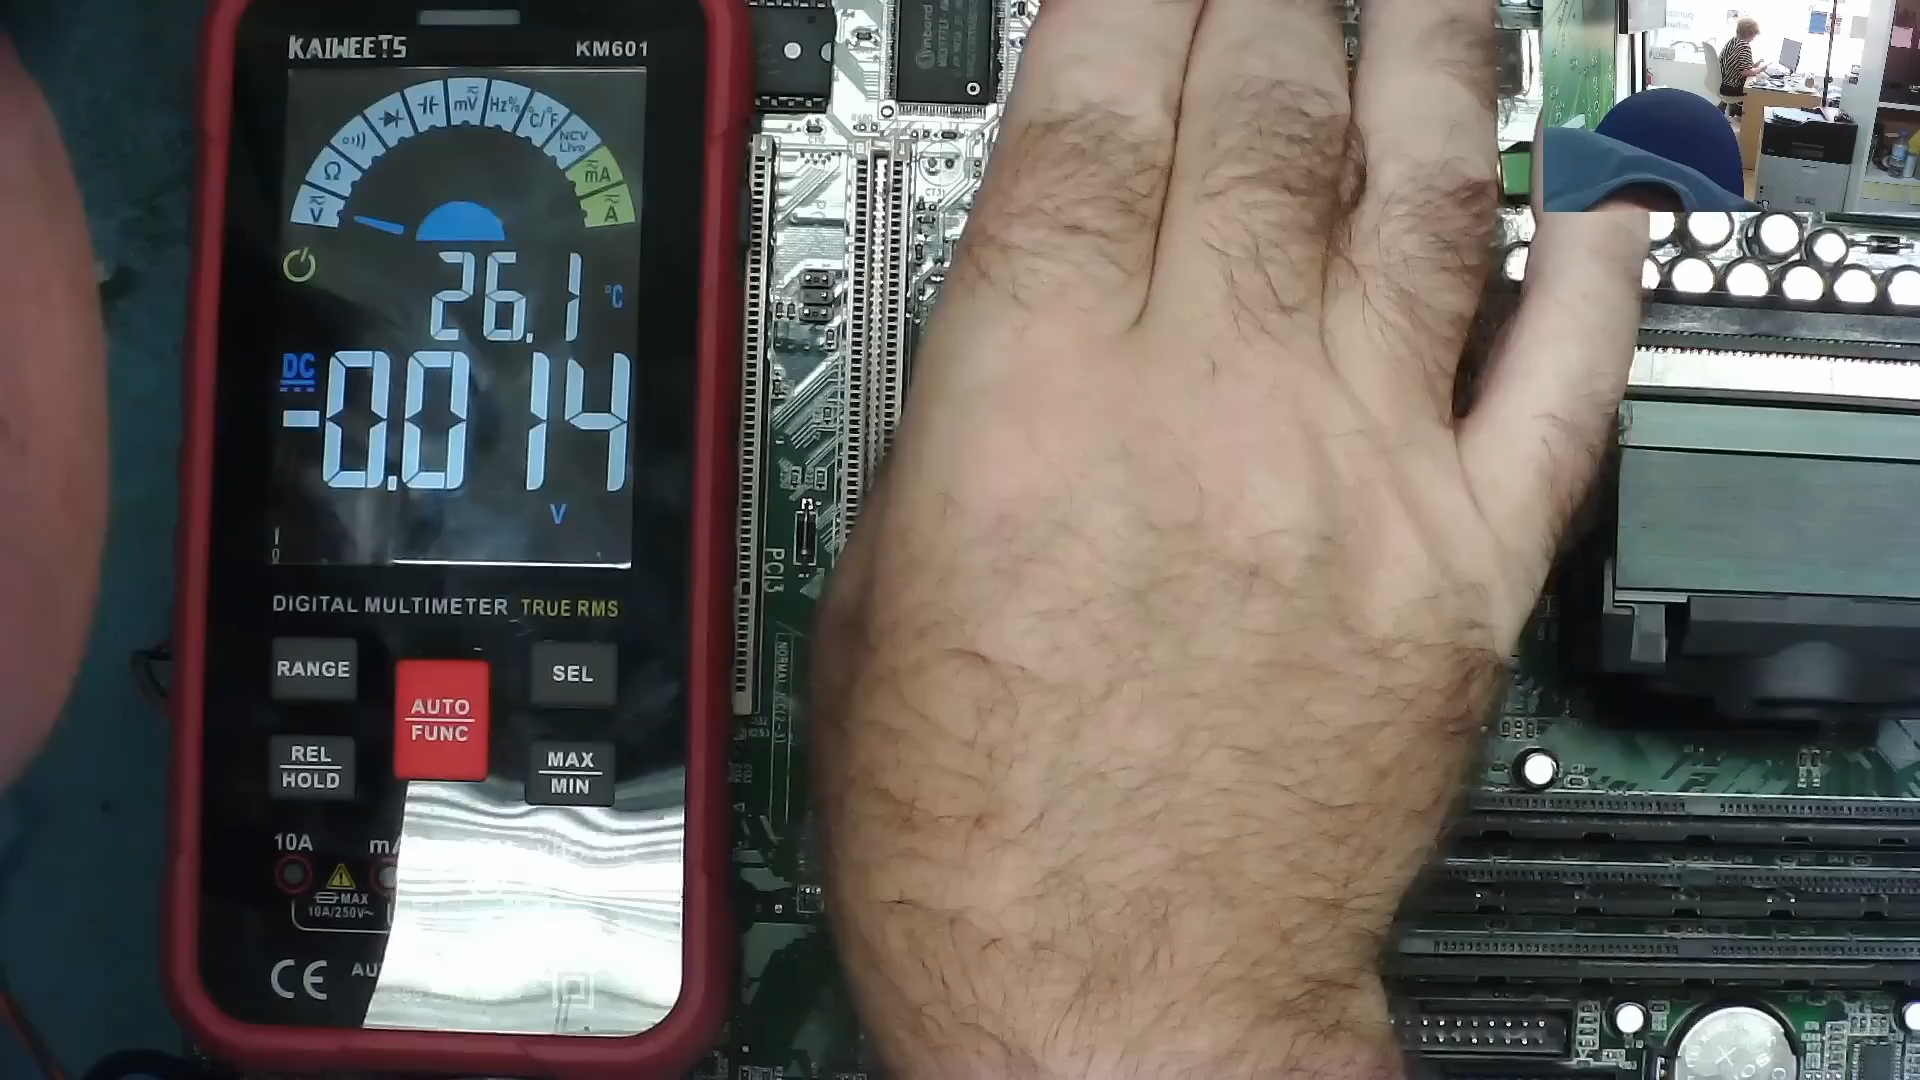 KAIWEETS KM601
V Ω mV Hz% °C/°F NCV Live mA A
26.1 °C
DC
-0.014
V
DIGITAL MULTIMETER TRUE RMS
RANGE
SEL
AUTO
FUNC
REL
HOLD
MAX
MIN
10A
MAX
10A/250V~
CE
winbond
PCI3